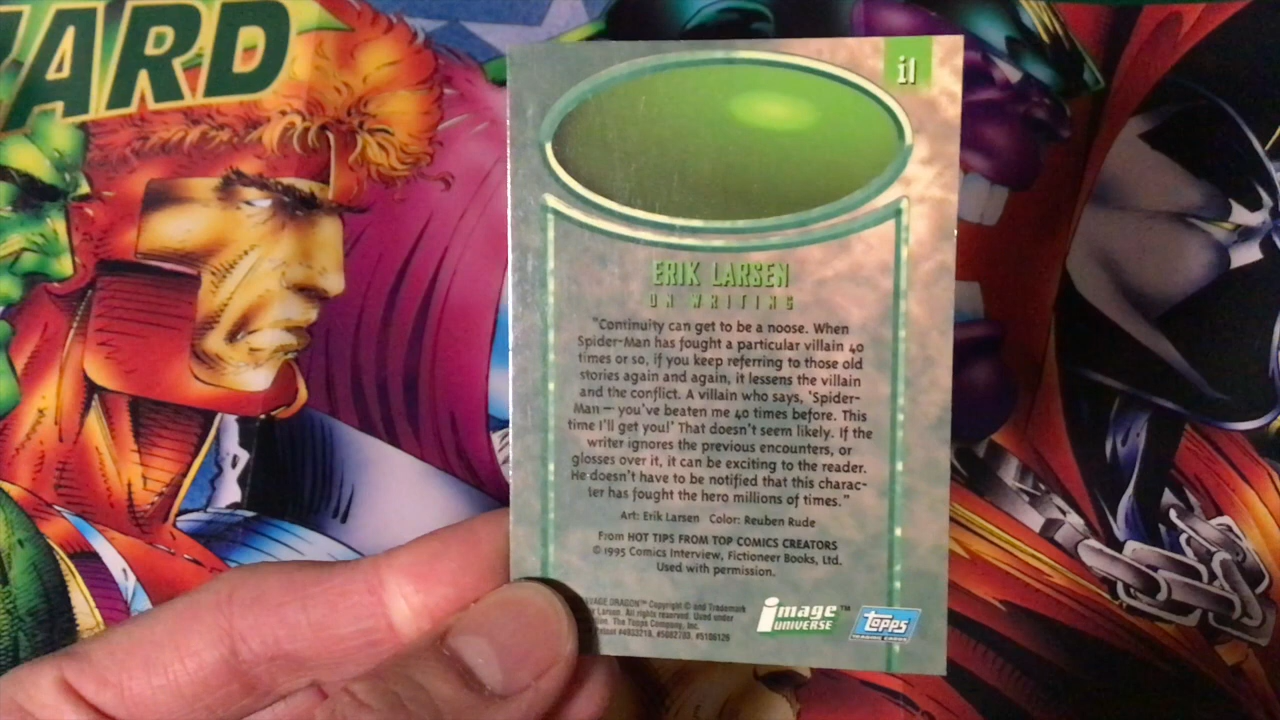 ARD
i1
ERIK LARSEN
ON WRITING
"Continuity can get to be a noose. When
Spider-Man has fought a particular villain 40
times or so, if you keep referring to those old
stories again and again, it lessens the villain
and the conflict. A villain who says, 'Spider-
Man — you've beaten me 40 times before. This
time I'll get you!' That doesn't seem likely. If the
writer ignores the previous encounters, or
glosses over it, it can be exciting to the reader.
He doesn't have to be notified that this charac-
ter has fought the hero millions of times."
Art: Erik Larsen Color: Reuben Rude
From HOT TIPS FROM TOP COMICS CREATORS
© 1995 Comics Interview, Fictioneer Books, Ltd.
Used with permission.
AVAGE DRAGON™ Copyright © and Trademark
Larsen. All rights reserved. Used under
The Topps Company, Inc.
image™
UNIVERSE
TOPPS
TRADING CARDS